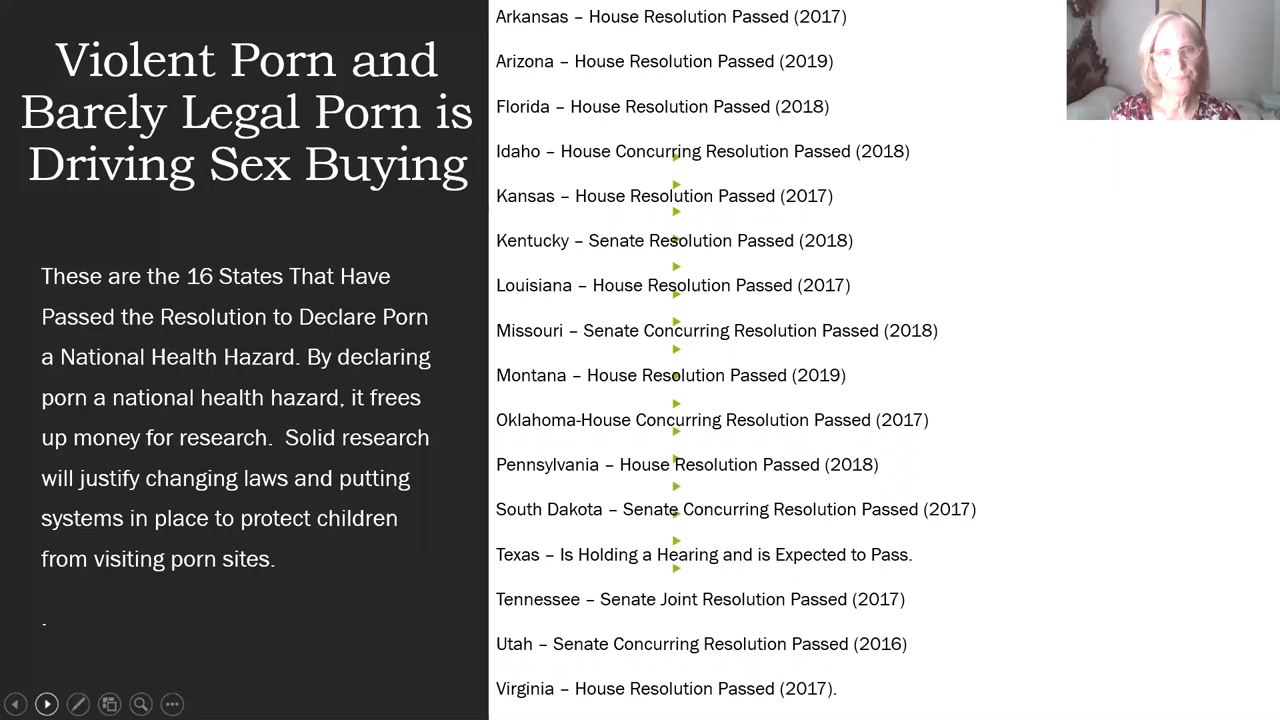 Violent Porn and
Barely Legal Porn is
Driving Sex Buying
These are the 16 States That Have
Passed the Resolution to Declare Porn
a National Health Hazard. By declaring
porn a national health hazard, it frees
up money for research.  Solid research
will justify changing laws and putting
systems in place to protect children
from visiting porn sites.
.
Arkansas – House Resolution Passed (2017)
Arizona – House Resolution Passed (2019)
Florida – House Resolution Passed (2018)
Idaho – House Concurring Resolution Passed (2018)
Kansas – House Resolution Passed (2017)
Kentucky – Senate Resolution Passed (2018)
Louisiana – House Resolution Passed (2017)
Missouri – Senate Concurring Resolution Passed (2018)
Montana – House Resolution Passed (2019)
Oklahoma-House Concurring Resolution Passed (2017)
Pennsylvania – House Resolution Passed (2018)
South Dakota – Senate Concurring Resolution Passed (2017)
Texas – Is Holding a Hearing and is Expected to Pass.
Tennessee – Senate Joint Resolution Passed (2017)
Utah – Senate Concurring Resolution Passed (2016)
Virginia – House Resolution Passed (2017).